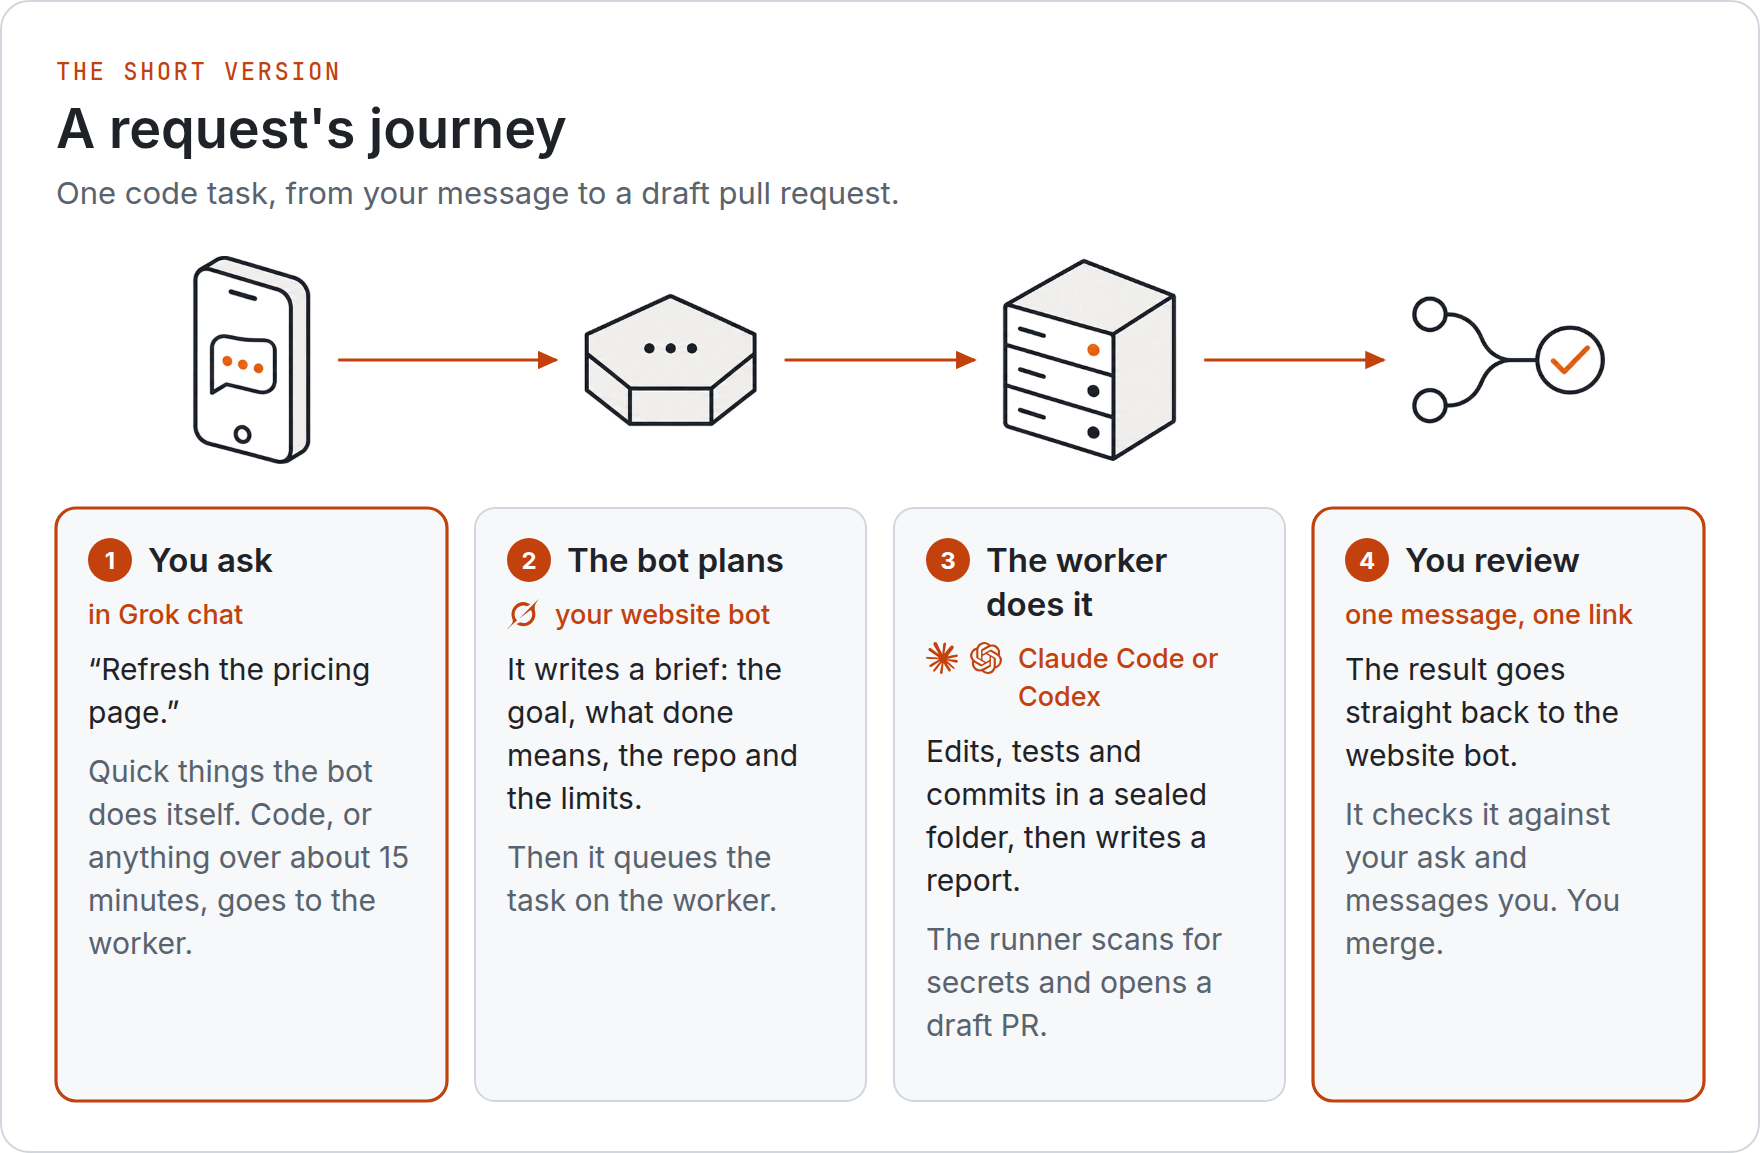 THE SHORT VERSION
A request's journey
One code task, from your message to a draft pull request.
1 You ask
in Grok chat
“Refresh the pricing
page.”
Quick things the bot
does itself. Code, or
anything over about 15
minutes, goes to the
worker.
2 The bot plans
your website bot
It writes a brief: the
goal, what done
means, the repo and
the limits.
Then it queues the
task on the worker.
3 The worker
does it
Claude Code or
Codex
Edits, tests and
commits in a sealed
folder, then writes a
report.
The runner scans for
secrets and opens a
draft PR.
4 You review
one message, one link
The result goes
straight back to the
website bot.
It checks it against
your ask and
messages you. You
merge.